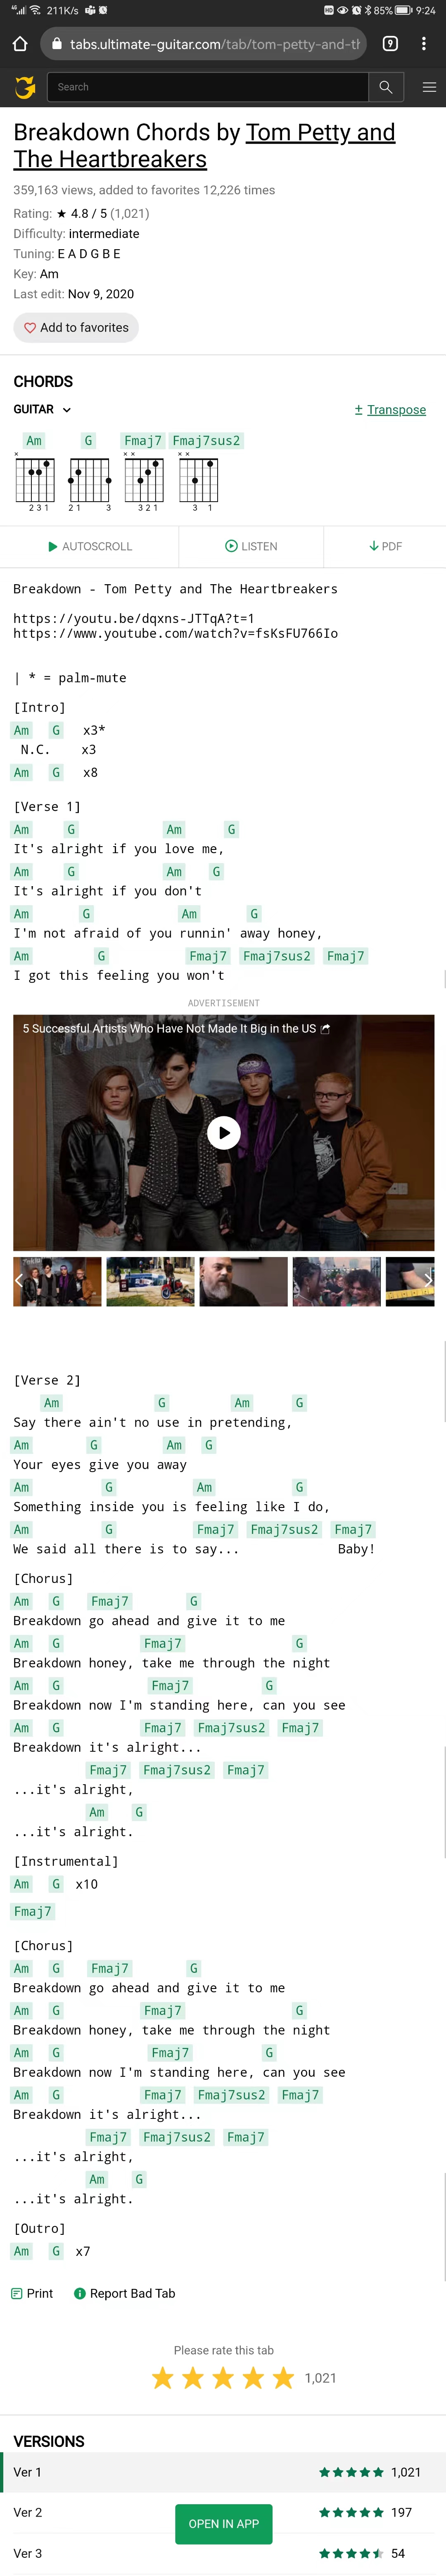 211K/s 85% 9:24
tabs.ultimate-guitar.com/tab/tom-petty-and-th 9
Search
Breakdown Chords by Tom Petty and
The Heartbreakers
359,163 views, added to favorites 12,226 times
Rating: ★ 4.8 / 5 (1,021)
Difficulty: intermediate
Tuning: E A D G B E
Key: Am
Last edit: Nov 9, 2020
Add to favorites
CHORDS
GUITAR
± Transpose
Am G Fmaj7 Fmaj7sus2
x x x x x
2 3 1 2 1 3 3 2 1 3 1
AUTOSCROLL LISTEN PDF
Breakdown - Tom Petty and The Heartbreakers
https://youtu.be/dqxns-JTTqA?t=1
https://www.youtube.com/watch?v=fsKsFU766Io
| * = palm-mute
[Intro]
Am G x3*
N.C. x3
Am G x8
[Verse 1]
Am G Am G
It's alright if you love me,
Am G Am G
It's alright if you don't
Am G Am G
I'm not afraid of you runnin' away honey,
Am G Fmaj7 Fmaj7sus2 Fmaj7
I got this feeling you won't
ADVERTISEMENT
5 Successful Artists Who Have Not Made It Big in the US
[Verse 2]
Am G Am G
Say there ain't no use in pretending,
Am G Am G
Your eyes give you away
Am G Am G
Something inside you is feeling like I do,
Am G Fmaj7 Fmaj7sus2 Fmaj7
We said all there is to say... Baby!
[Chorus]
Am G Fmaj7 G
Breakdown go ahead and give it to me
Am G Fmaj7 G
Breakdown honey, take me through the night
Am G Fmaj7 G
Breakdown now I'm standing here, can you see
Am G Fmaj7 Fmaj7sus2 Fmaj7
Breakdown it's alright...
Fmaj7 Fmaj7sus2 Fmaj7
...it's alright,
Am G
...it's alright.
[Instrumental]
Am G x10
Fmaj7
[Chorus]
Am G Fmaj7 G
Breakdown go ahead and give it to me
Am G Fmaj7 G
Breakdown honey, take me through the night
Am G Fmaj7 G
Breakdown now I'm standing here, can you see
Am G Fmaj7 Fmaj7sus2 Fmaj7
Breakdown it's alright...
Fmaj7 Fmaj7sus2 Fmaj7
...it's alright,
Am G
...it's alright.
[Outro]
Am G x7
Print Report Bad Tab
Please rate this tab
1,021
VERSIONS
Ver 1 1,021
Ver 2 197
OPEN IN APP
Ver 3 54